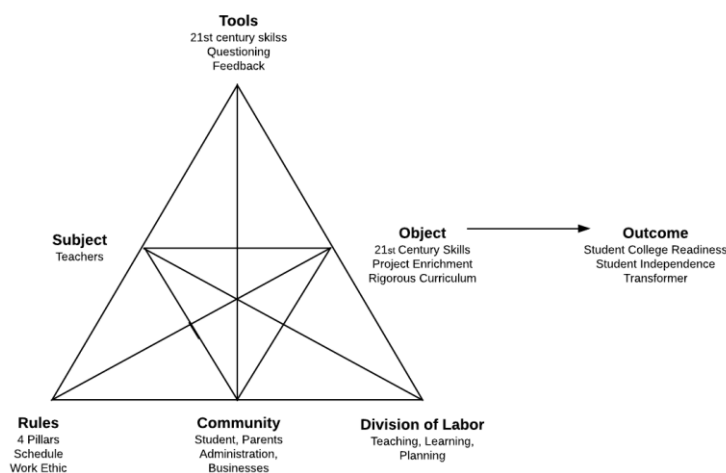 Tools
21st century skilss
Questioning
Feedback
Subject
Teachers
Object
21st Century Skills
Project Enrichment
Rigorous Curriculum
Outcome
Student College Readiness
Student Independence
Transformer
Rules
4 Pillars
Schedule
Work Ethic
Community
Student, Parents
Administration,
Businesses
Division of Labor
Teaching, Learning,
Planning